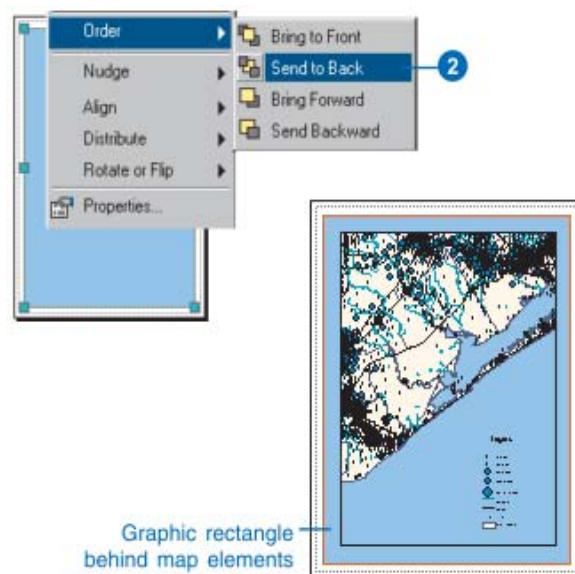 Order
Bring to Front
Send to Back
2
Nudge
Bring Forward
Align
Send Backward
Distribute
Rotate or Flip
Properties...
Graphic rectangle
behind map elements